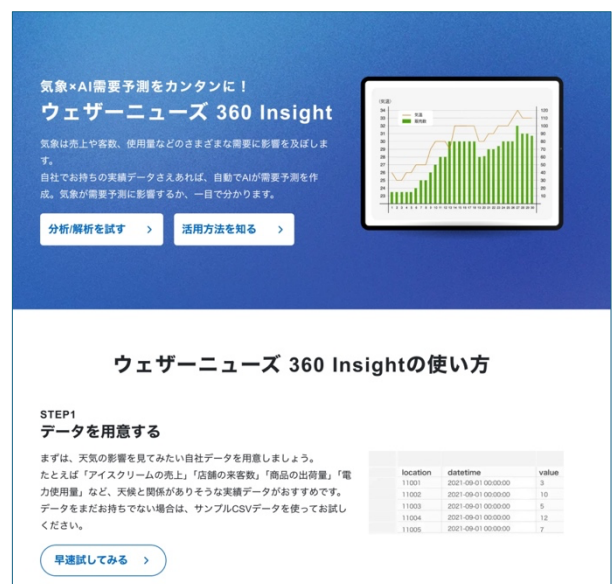 気象×AI需要予測をカンタンに！
ウェザーニューズ 360 Insight
気象は売上や客数、使用量などのさまざまな需要に影響を及ぼしま
す。
自社でお持ちの実績データさえあれば、自動でAIが需要予測を作
成。気象が需要予測に影響するか、一目で分かります。
分析/解析を試す >
活用方法を知る >
(気温)
気温
ウェザーニューズ 360 Insightの使い方
STEP1
データを用意する
まずは、天気の影響を見てみたい自社データを用意しましょう。
たとえば「アイスクリームの売上」「店舗の来客数」「商品の出荷量」「電
力使用量」など、天候と関係がありそうな実績データがおすすめです。
データをまだお持ちでない場合は、サンプルCSVデータを使ってお試し
ください。
早速試してみる >
location datetime value
11001 2021-09-01 00:00:00 3
11002 2021-09-01 00:00:00 10
11003 2021-09-01 00:00:00 5
11004 2021-09-01 00:00:00 12
11005 2021-09-01 00:00:00 7